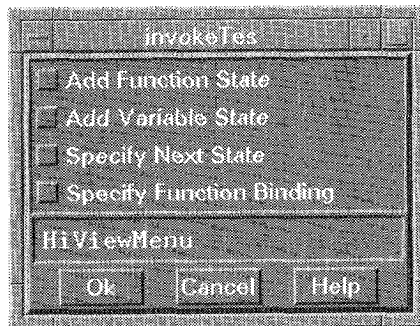 invokeTes
Add Function State
Add Variable State
Specify Next State
Specify Function Binding
HiViewMenu
Ok Cancel Help